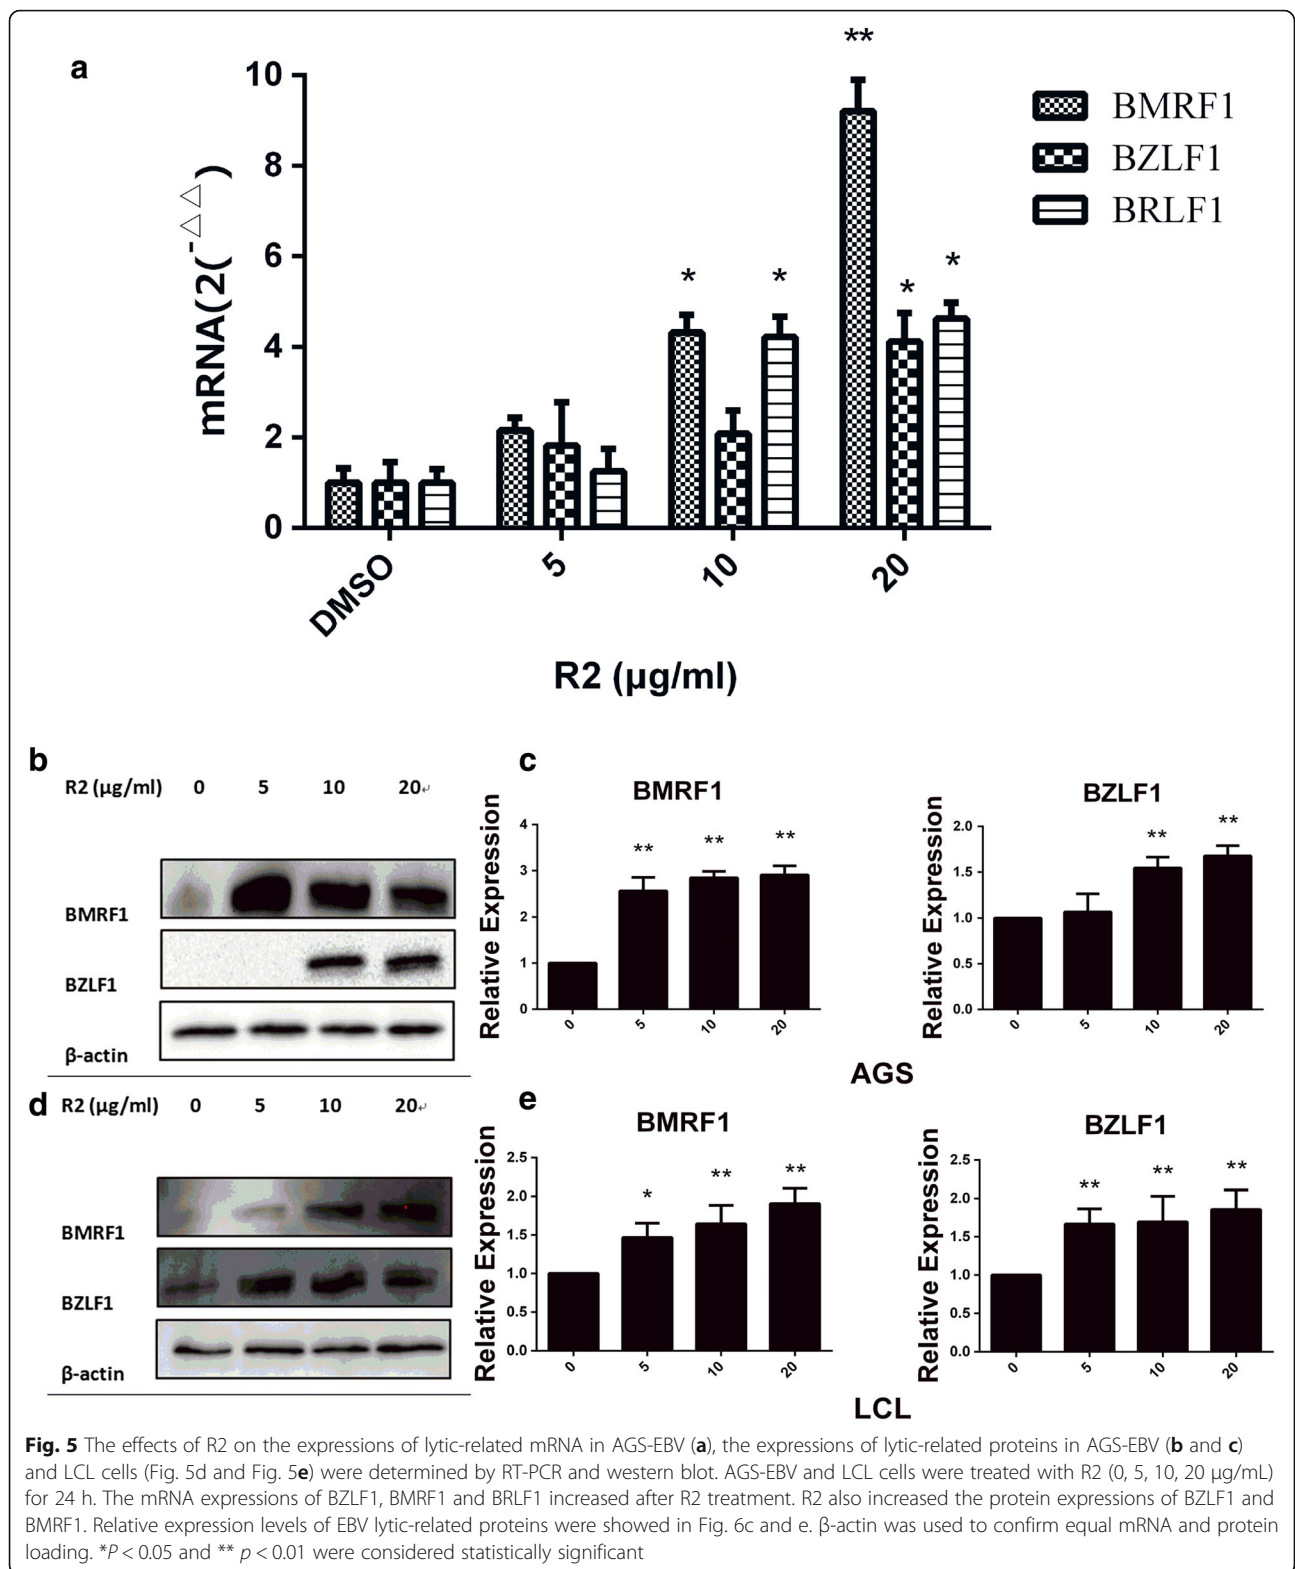 a
**
10
8
6
4
2
0
mRNA(2(-△△)
* * * *
BMRF1
BZLF1
BRLF1
DMSO 5 10 20
R2 (µg/ml)
b
R2 (µg/ml) 0 5 10 20↵
BMRF1
BZLF1
β-actin
c
BMRF1
Relative Expression
4
3
2
1
0
** ** **
0 5 10 20
BZLF1
Relative Expression
2.0
1.5
1.0
0.5
0.0
** **
0 5 10 20
AGS
d R2 (µg/ml) 0 5 10 20↵
BMRF1
BZLF1
β-actin
e
BMRF1
Relative Expression
2.5
2.0
1.5
1.0
0.5
0.0
* ** **
0 5 10 20
BZLF1
Relative Expression
2.5
2.0
1.5
1.0
0.5
0.0
** ** **
0 5 10 20
LCL
Fig. 5 The effects of R2 on the expressions of lytic-related mRNA in AGS-EBV (a), the expressions of lytic-related proteins in AGS-EBV (b and c)
and LCL cells (Fig. 5d and Fig. 5e) were determined by RT-PCR and western blot. AGS-EBV and LCL cells were treated with R2 (0, 5, 10, 20 µg/mL)
for 24 h. The mRNA expressions of BZLF1, BMRF1 and BRLF1 increased after R2 treatment. R2 also increased the protein expressions of BZLF1 and
BMRF1. Relative expression levels of EBV lytic-related proteins were showed in Fig. 6c and e. β-actin was used to confirm equal mRNA and protein
loading. *P < 0.05 and ** p < 0.01 were considered statistically significant